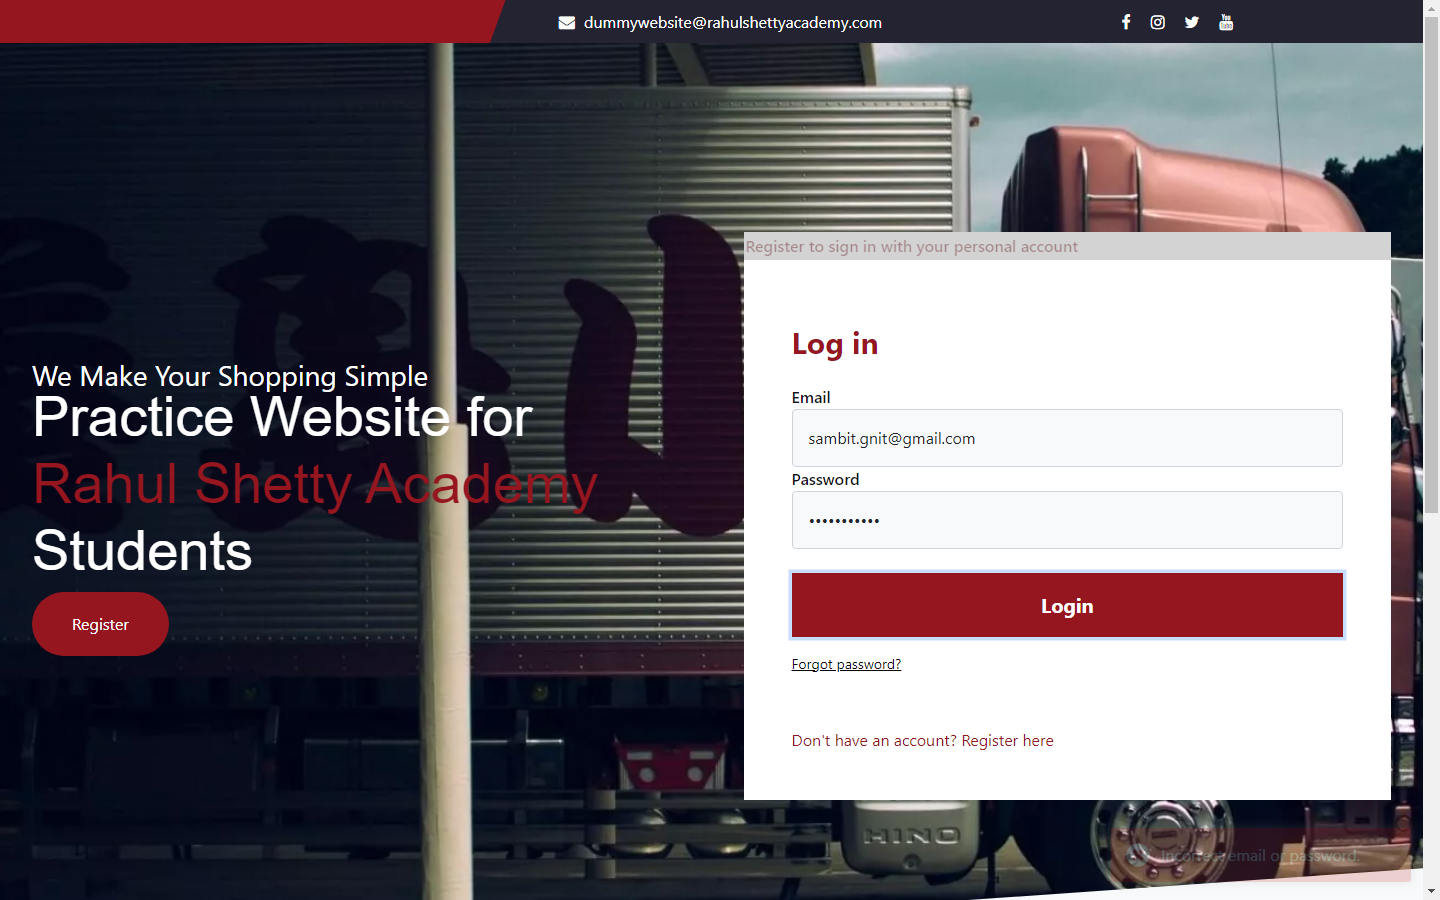 dummywebsite@rahulshettyacademy.com
Register to sign in with your personal account
Log in
Email
sambit.gnit@gmail.com
Password
•••••••••••
Login
Forgot password?
Don't have an account? Register here
We Make Your Shopping Simple
Practice Website for
Rahul Shetty Academy
Students
Register
HINO
Incorrect email or password.